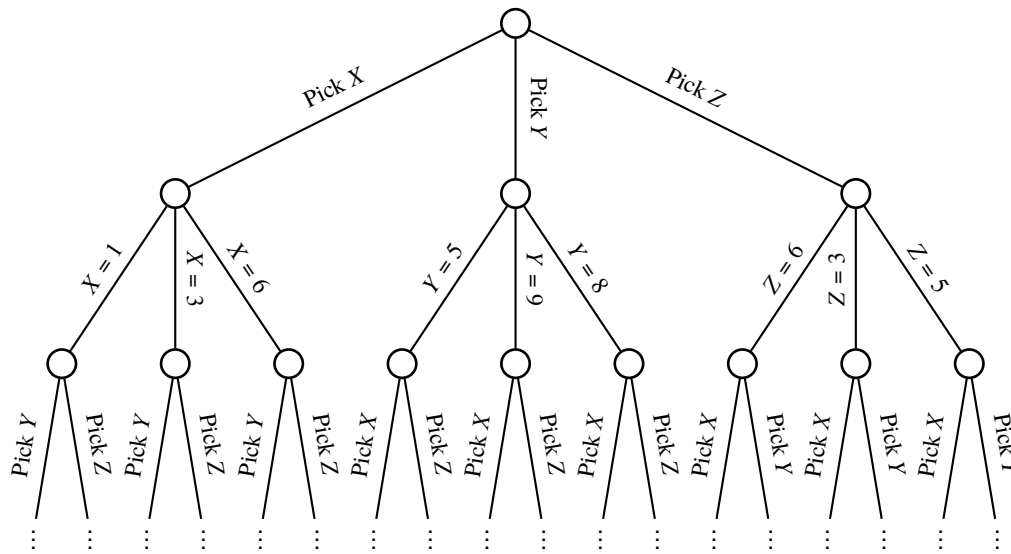 Pick X
Pick Y
Pick Z
X = 1
X = 3
X = 6
Y = 5
Y = 9
Y = 8
Z = 6
Z = 3
Z = 5
Pick Y
Pick Z
Pick Y
Pick Z
Pick Y
Pick Z
Pick X
Pick Z
Pick X
Pick Z
Pick X
Pick Z
Pick X
Pick Y
Pick X
Pick Y
Pick X
Pick Y
⋮ ⋮ ⋮ ⋮ ⋮ ⋮ ⋮ ⋮ ⋮ ⋮ ⋮ ⋮ ⋮ ⋮ ⋮ ⋮ ⋮ ⋮